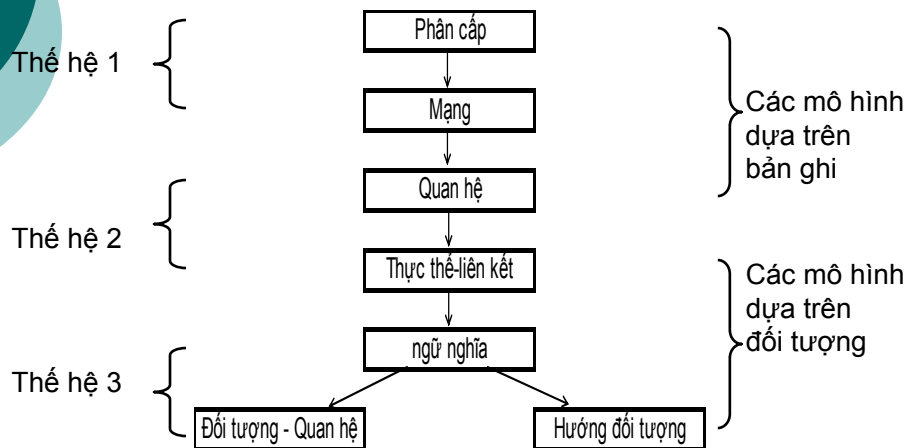 Phân cấp
Thế hệ 1
Mạng
Các mô hình
dựa trên
bản ghi
Quan hệ
Thế hệ 2
Thực thể-liên kết
Các mô hình
dựa trên
đối tượng
ngữ nghĩa
Thế hệ 3
Đối tượng - Quan hệ
Hướng đối tượng